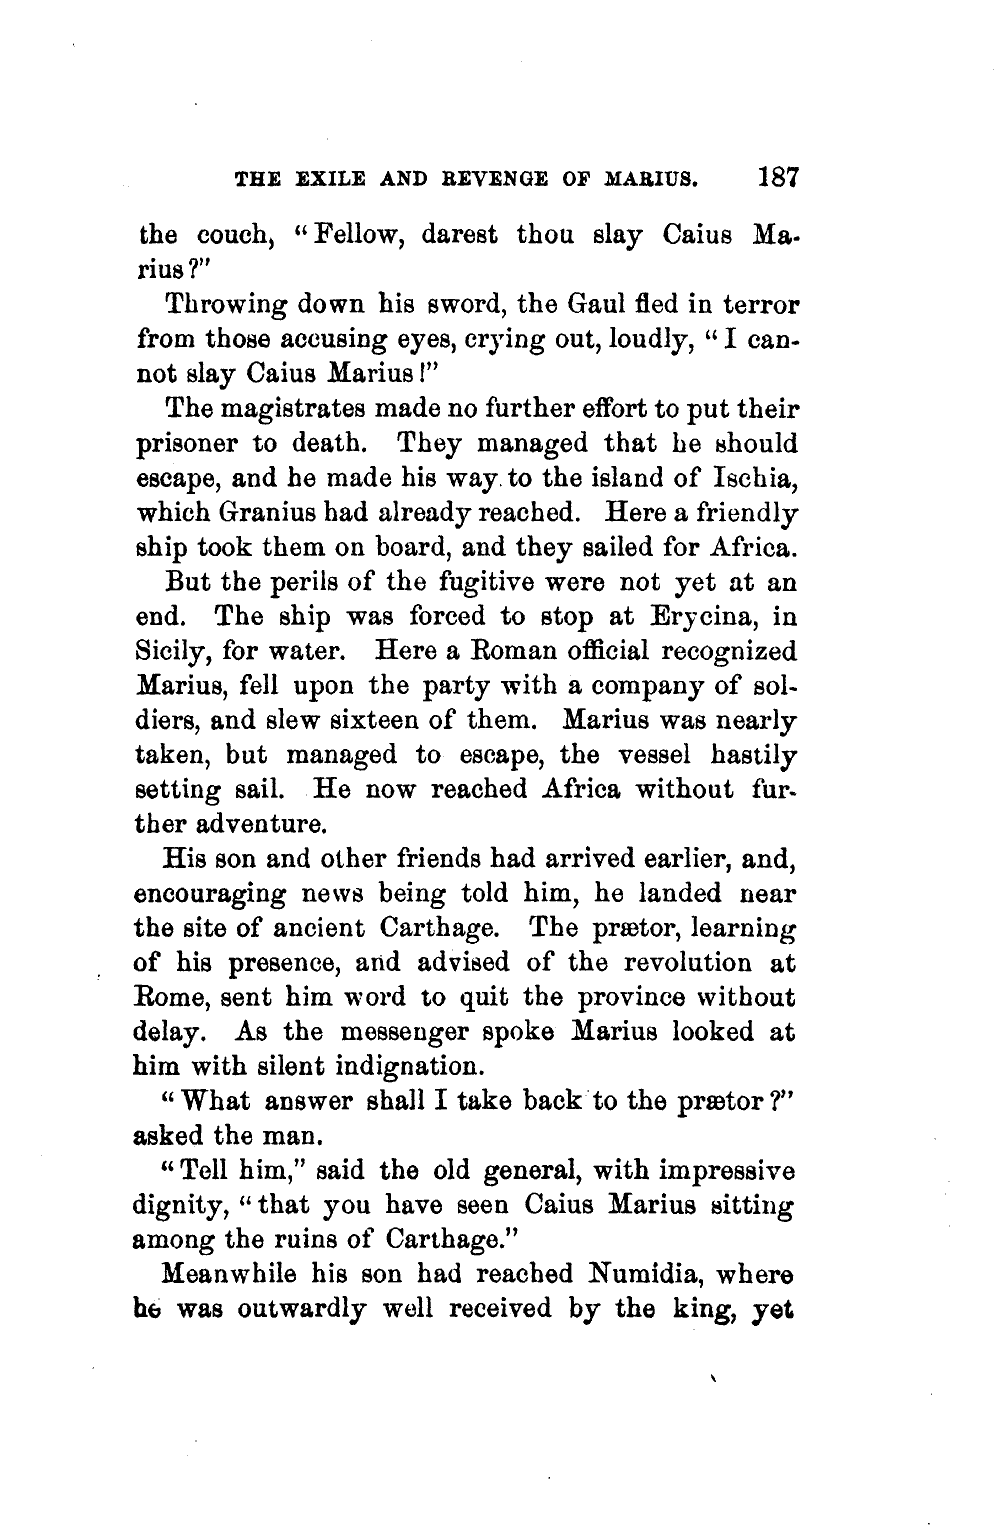 THE EXILE AND REVENGE OF MARIUS. 187
the couch, “Fellow, darest thou slay Caius Ma-
rius?”
Throwing down his sword, the Gaul fled in terror
from those accusing eyes, crying out, loudly, “I can-
not slay Caius Marius!”
The magistrates made no further effort to put their
prisoner to death. They managed that he should
escape, and he made his way to the island of Ischia,
which Granius had already reached. Here a friendly
ship took them on board, and they sailed for Africa.
But the perils of the fugitive were not yet at an
end. The ship was forced to stop at Erycina, in
Sicily, for water. Here a Roman official recognized
Marius, fell upon the party with a company of sol-
diers, and slew sixteen of them. Marius was nearly
taken, but managed to escape, the vessel hastily
setting sail. He now reached Africa without fur-
ther adventure.
His son and other friends had arrived earlier, and,
encouraging news being told him, he landed near
the site of ancient Carthage. The prætor, learning
of his presence, and advised of the revolution at
Rome, sent him word to quit the province without
delay. As the messenger spoke Marius looked at
him with silent indignation.
“What answer shall I take back to the prætor?”
asked the man.
“Tell him,” said the old general, with impressive
dignity, “that you have seen Caius Marius sitting
among the ruins of Carthage.”
Meanwhile his son had reached Numidia, where
he was outwardly well received by the king, yet